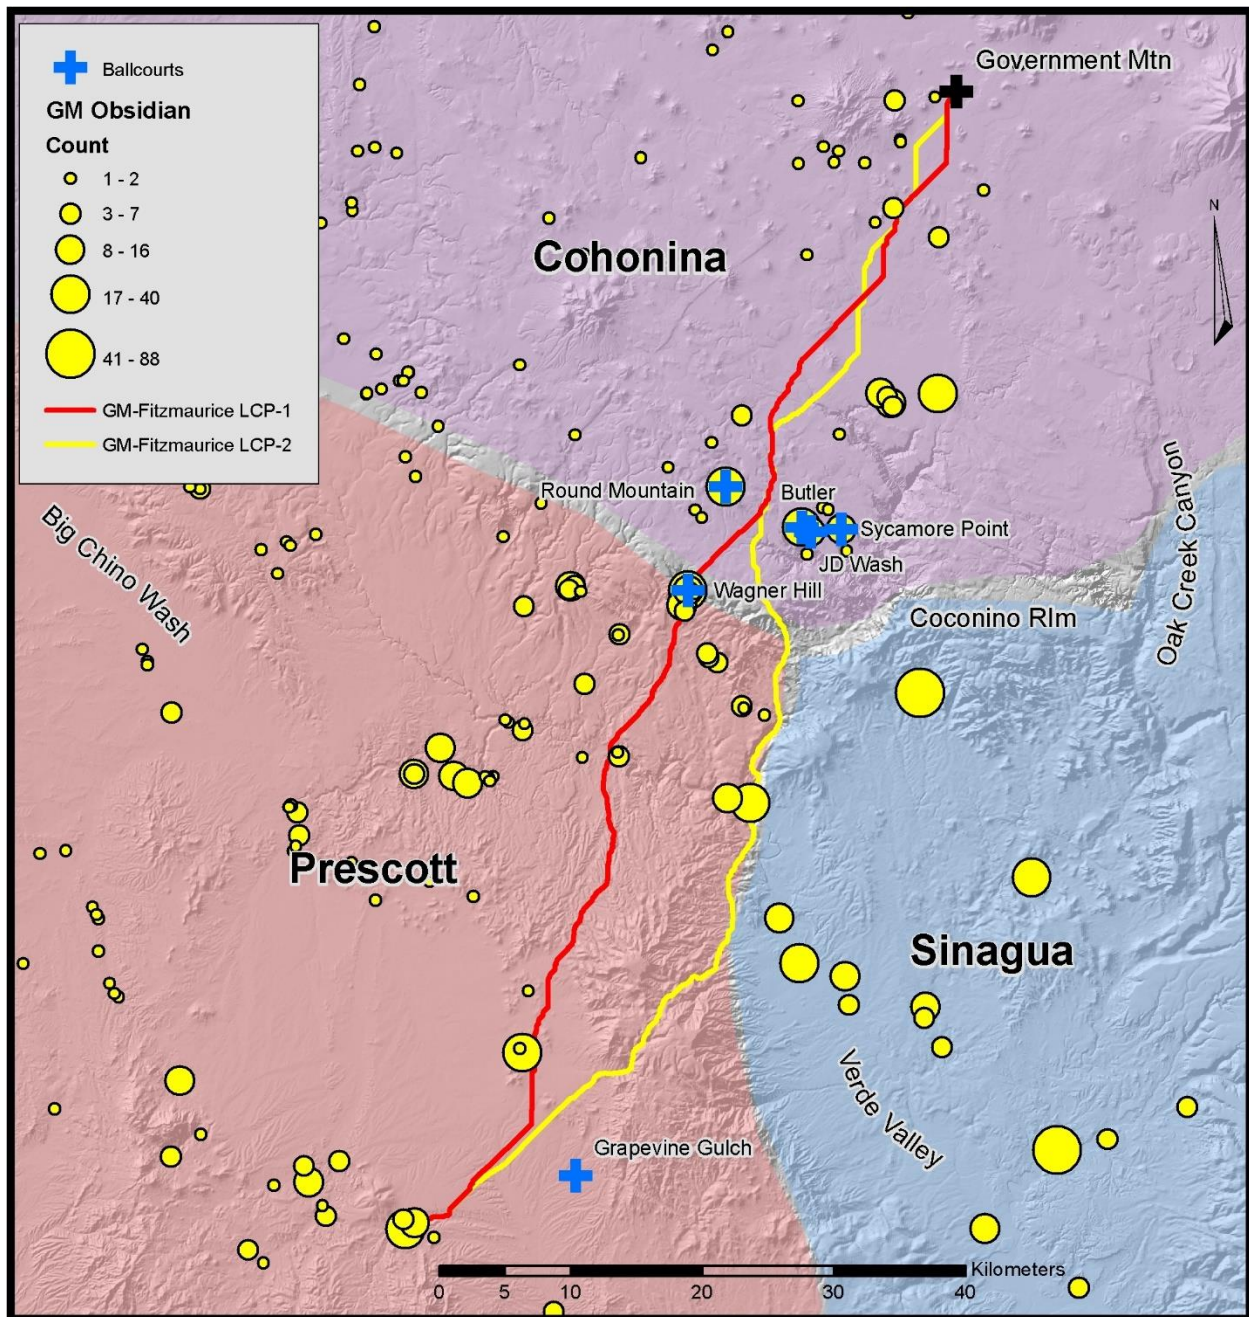 Ballcourts
GM Obsidian
Count
1 - 2
3 - 7
8 - 16
17 - 40
41 - 88
GM-Fitzmaurice LCP-1
GM-Fitzmaurice LCP-2
Government Mtn
N
Cohonina
Round Mountain
Butler
Sycamore Point
JD Wash
Wagner Hill
Coconino RIm
Oak Creek Canyon
Big Chino Wash
Prescott
Sinagua
Verde Valley
Grapevine Gulch
Kilometers
0 5 10 20 30 40